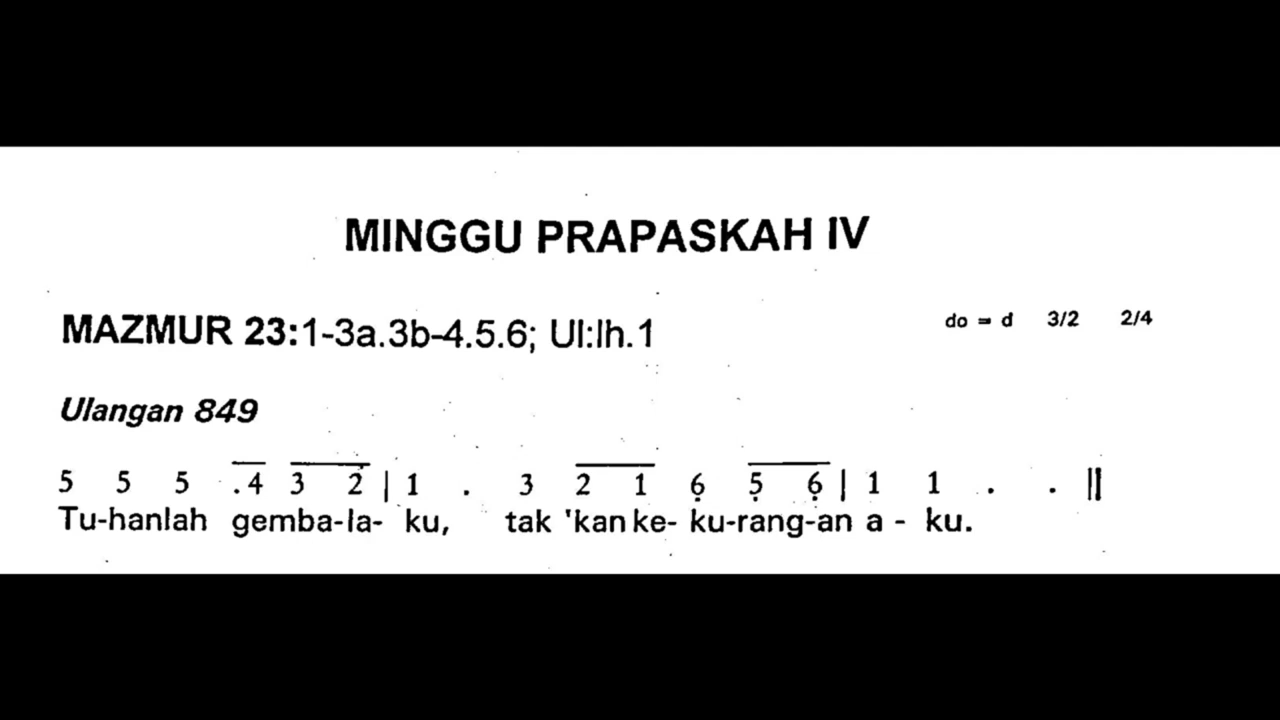 MINGGU PRAPASKAH IV
MAZMUR 23:1-3a.3b-4.5.6; Ul:lh.1
do = d 3/2 2/4
Ulangan 849
5 5 5 .4 3 2 | 1 . 3 2 1 6̣ 5̣ 6̣ | 1 1 . . ||
Tu-hanlah gemba-la- ku, tak 'kan ke- ku-rang-an a - ku.